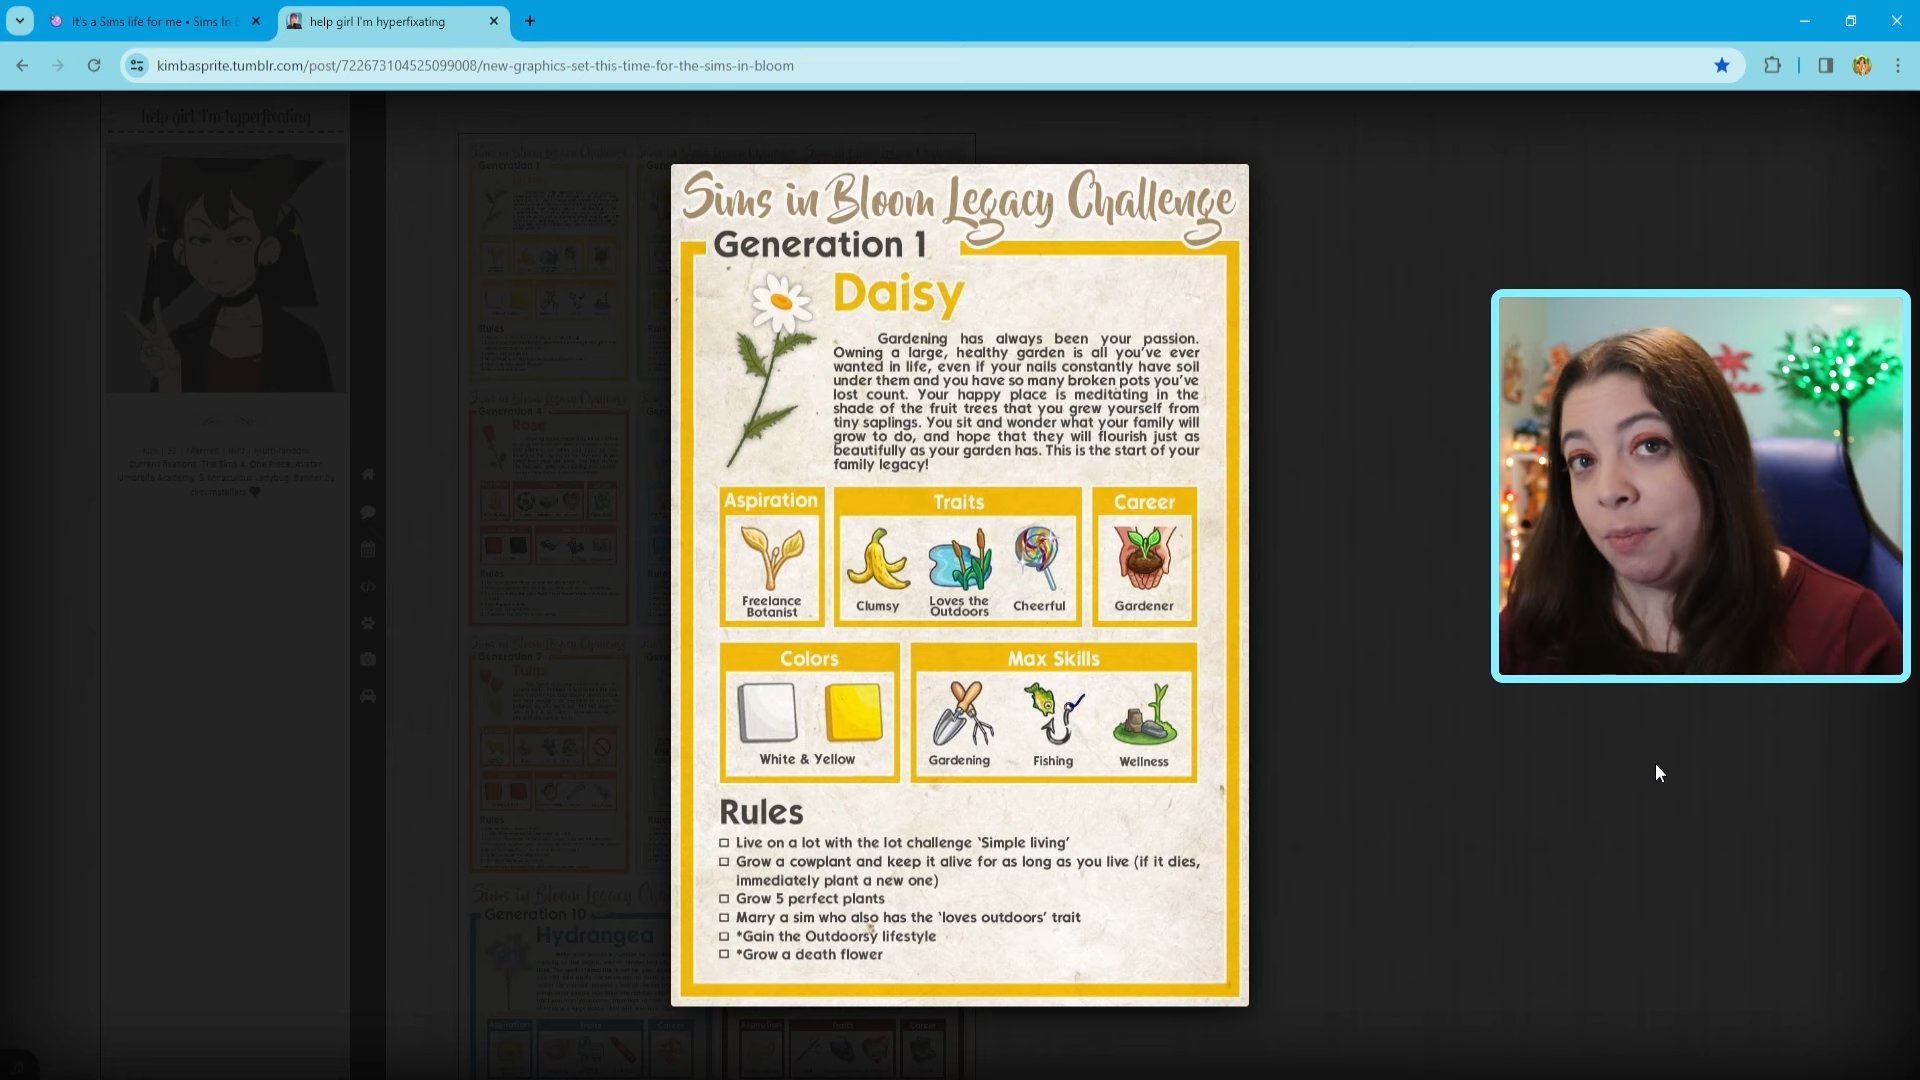 It's a Sims life for me • Sims In
help girl I'm hyperfixating
kimbasprite.tumblr.com/post/722673104525099008/new-graphics-set-this-time-for-the-sims-in-bloom
help girl I'm hyperfixating
Sims in Bloom Legacy Challenge
Generation 1
Daisy
Gardening has always been your passion.
Owning a large, healthy garden is all you've ever
wanted in life, even if your nails constantly have soil
under them and you have so many broken pots you've
lost count. Your happy place is meditating in the
shade of the fruit trees that you grew yourself from
tiny saplings. You sit and wonder what your family will
grow to do, and hope that they will flourish just as
beautifully as your garden has. This is the start of your
family legacy!
Aspiration
Freelance
Botanist
Traits
Clumsy
Loves the
Outdoors
Cheerful
Career
Gardener
Colors
White & Yellow
Max Skills
Gardening
Fishing
Wellness
Rules
Live on a lot with the lot challenge 'Simple living'
Grow a cowplant and keep it alive for as long as you live (if it dies,
immediately plant a new one)
Grow 5 perfect plants
Marry a sim who also has the 'loves outdoors' trait
*Gain the Outdoorsy lifestyle
*Grow a death flower
Generation 1
Rules
Generation 4
Rose
Rules
Generation 7
Tulip
Rules
Sims in Bloom Legacy
Generation 10
Hydrangea